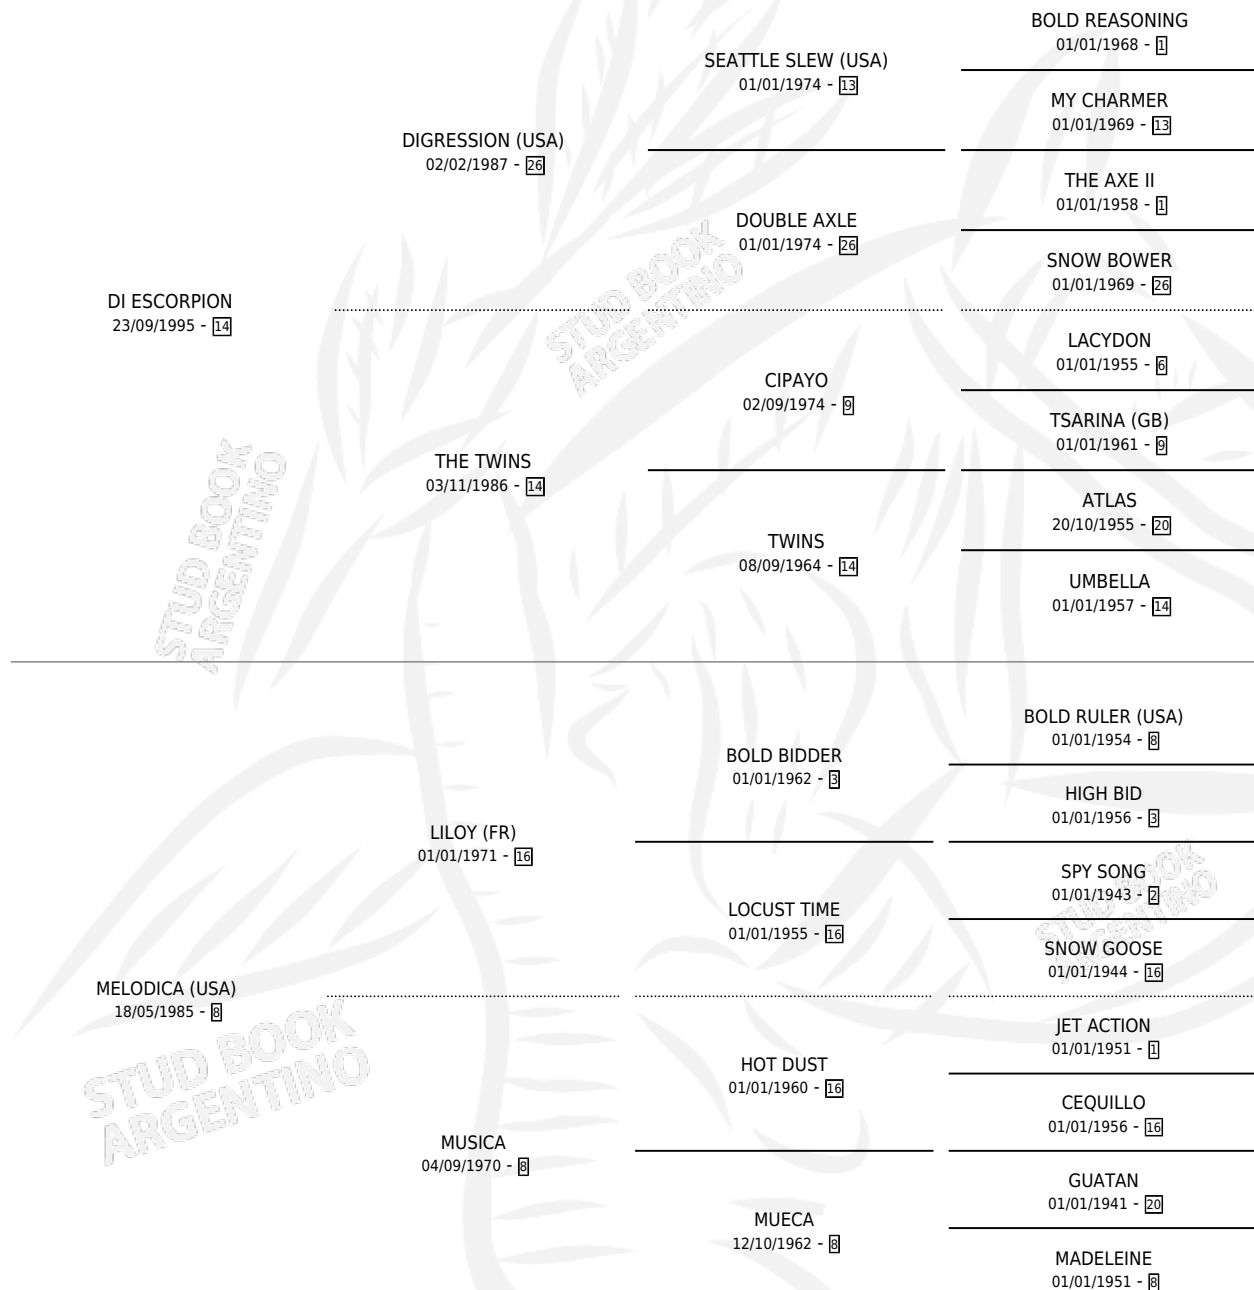 BOLD REASONING
01/01/1968 - 1
SEATTLE SLEW (USA)
01/01/1974 - 13
MY CHARMER
01/01/1969 - 13
DIGRESSION (USA)
02/02/1987 - 26
THE AXE II
01/01/1958 - 1
DOUBLE AXLE
01/01/1974 - 26
SNOW BOWER
01/01/1969 - 26
DI ESCORPION
23/09/1995 - 14
LACYDON
01/01/1955 - 6
CIPAYO
02/09/1974 - 9
TSARINA (GB)
01/01/1961 - 9
THE TWINS
03/11/1986 - 14
ATLAS
20/10/1955 - 20
TWINS
08/09/1964 - 14
UMBELLA
01/01/1957 - 14
BOLD RULER (USA)
01/01/1954 - 8
BOLD BIDDER
01/01/1962 - 3
HIGH BID
01/01/1956 - 3
LILOY (FR)
01/01/1971 - 16
SPY SONG
01/01/1943 - 2
LOCUST TIME
01/01/1955 - 16
SNOW GOOSE
01/01/1944 - 16
MELODICA (USA)
18/05/1985 - 8
JET ACTION
01/01/1951 - 1
HOT DUST
01/01/1960 - 16
CEQUILLO
01/01/1956 - 16
MUSICA
04/09/1970 - 8
GUATAN
01/01/1941 - 20
MUECA
12/10/1962 - 8
MADELEINE
01/01/1951 - 8
STUD BOOK
ARGENTINO
STUD BOOK
ARGENTINO
STUD BOOK
ARGENTINO
STUD BOOK
ARGENTINO